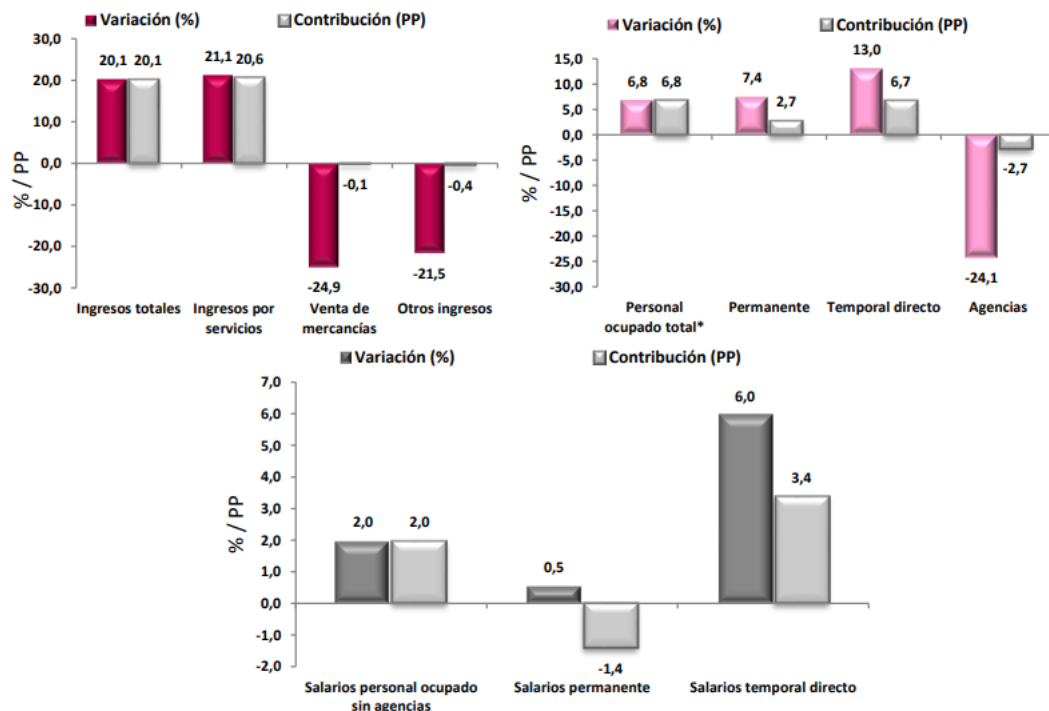 Variación (%) Contribución (PP)
30,0
20,0
10,0
0,0
-10,0
-20,0
-30,0
% / PP
20,1 20,1 21,1 20,6
-0,1 -0,4
-24,9 -21,5
Ingresos totales Ingresos por servicios Venta de mercancías Otros ingresos
Variación (%) Contribución (PP)
15,0
10,0
5,0
0,0
-5,0
-10,0
-15,0
-20,0
-25,0
-30,0
% / PP
6,8 6,8 7,4 2,7 13,0 6,7
-24,1 -2,7
Personal ocupado total* Permanente Temporal directo Agencias
Variación (%) Contribución (PP)
7,0
6,0
5,0
4,0
3,0
2,0
1,0
0,0
-1,0
-2,0
% / PP
2,0 2,0 0,5 -1,4 6,0 3,4
Salarios personal ocupado sin agencias Salarios permanente Salarios temporal directo